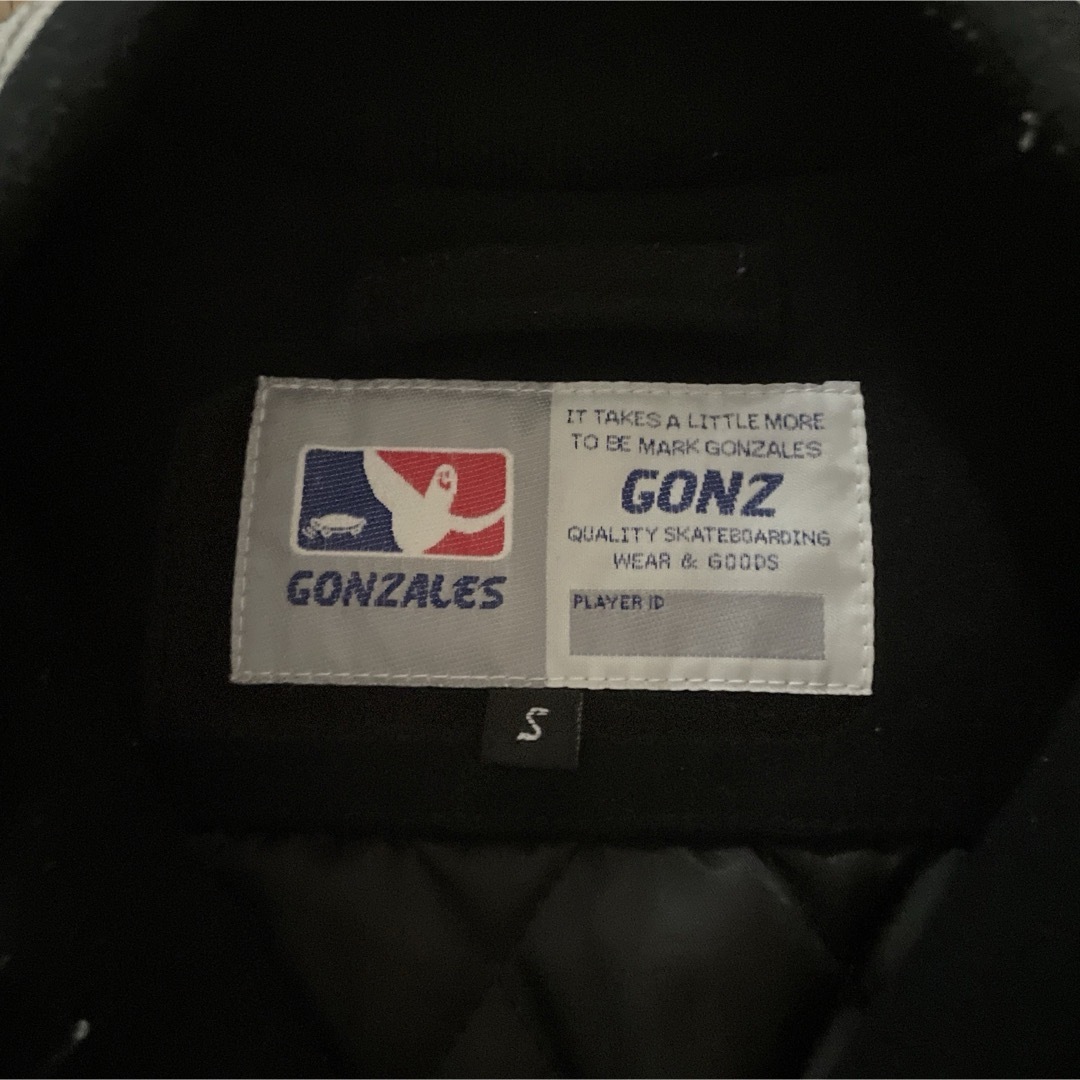 GONZALES
IT TAKES A LITTLE MORE
TO BE MARK GONZALES
GONZ
QUALITY SKATEBOARDING
WEAR & GOODS
PLAYER ID
S